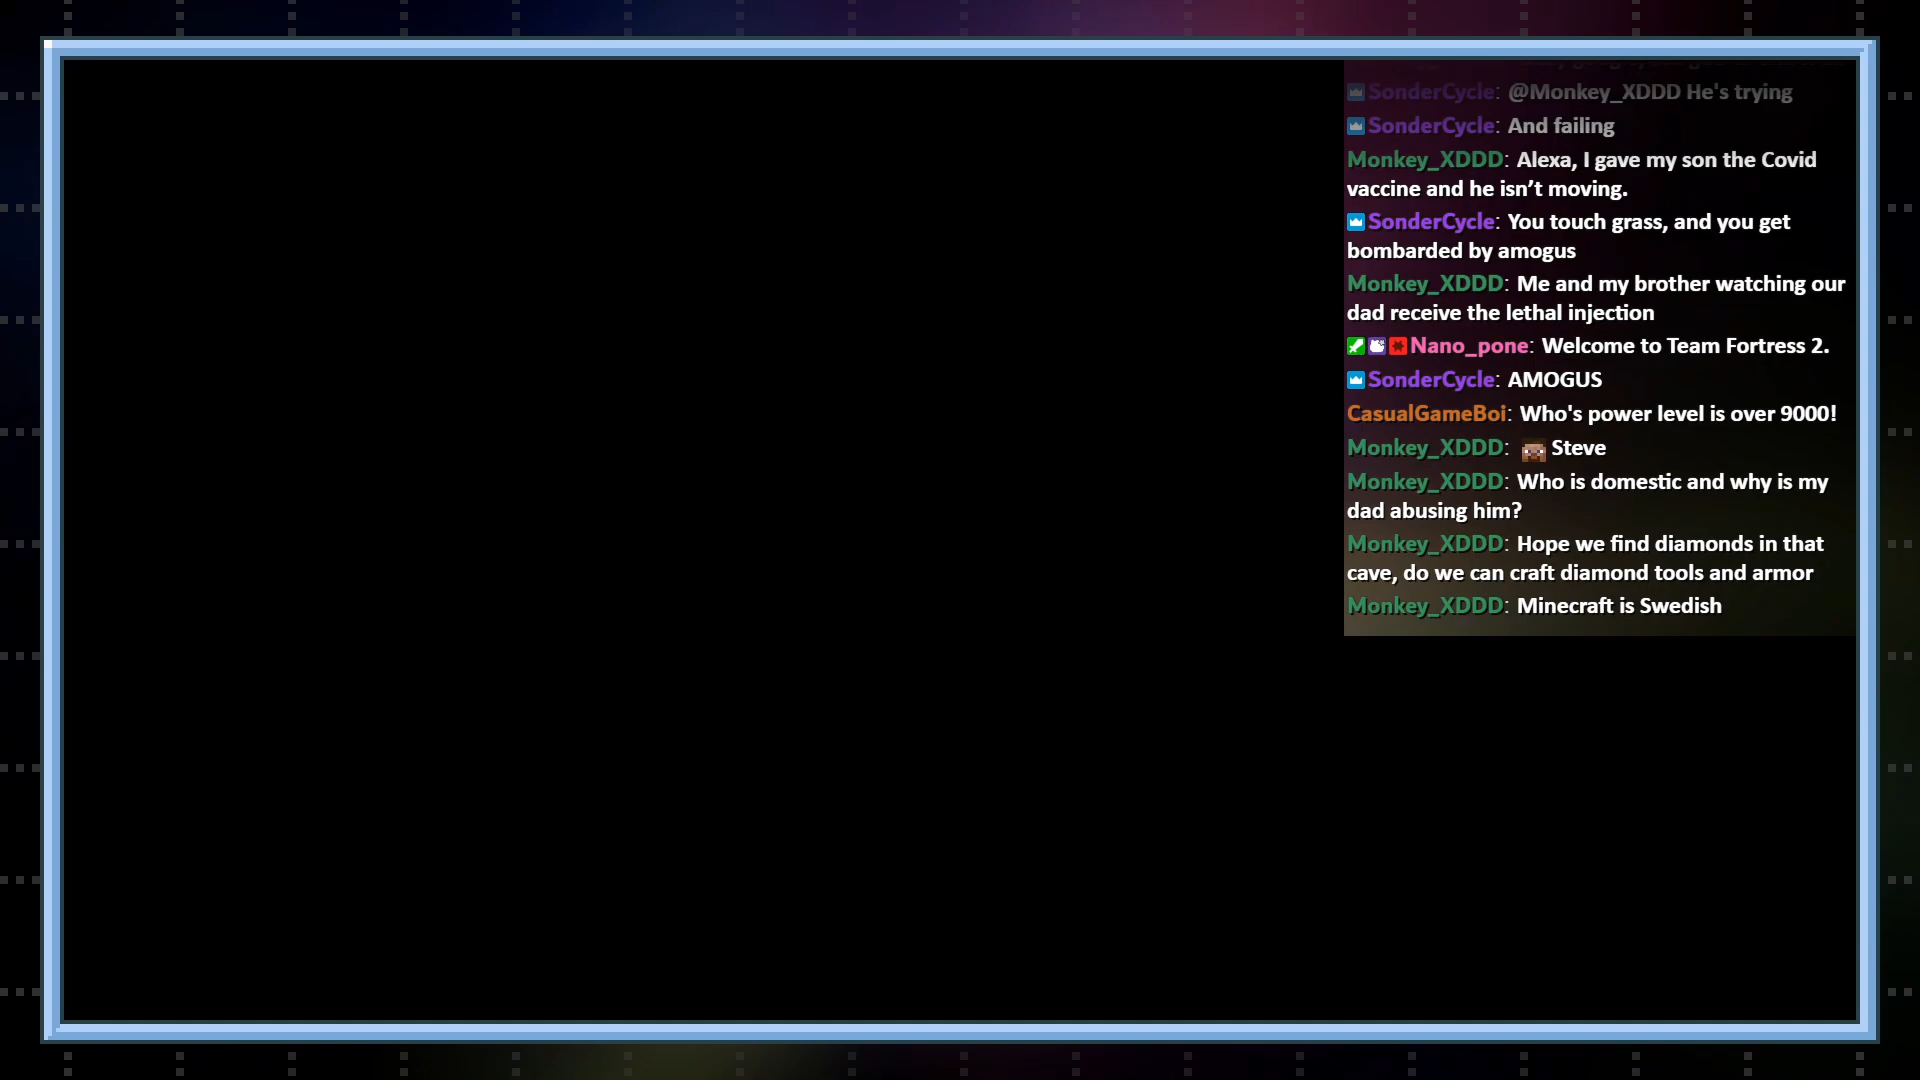 SonderCycle: @Monkey_XDDD He's trying
SonderCycle: And failing
Monkey_XDDD: Alexa, I gave my son the Covid
vaccine and he isn’t moving.
SonderCycle: You touch grass, and you get
bombarded by amogus
Monkey_XDDD: Me and my brother watching our
dad receive the lethal injection
Nano_pone: Welcome to Team Fortress 2.
SonderCycle: AMOGUS
CasualGameBoi: Who's power level is over 9000!
Monkey_XDDD: Steve
Monkey_XDDD: Who is domestic and why is my
dad abusing him?
Monkey_XDDD: Hope we find diamonds in that
cave, do we can craft diamond tools and armor
Monkey_XDDD: Minecraft is Swedish